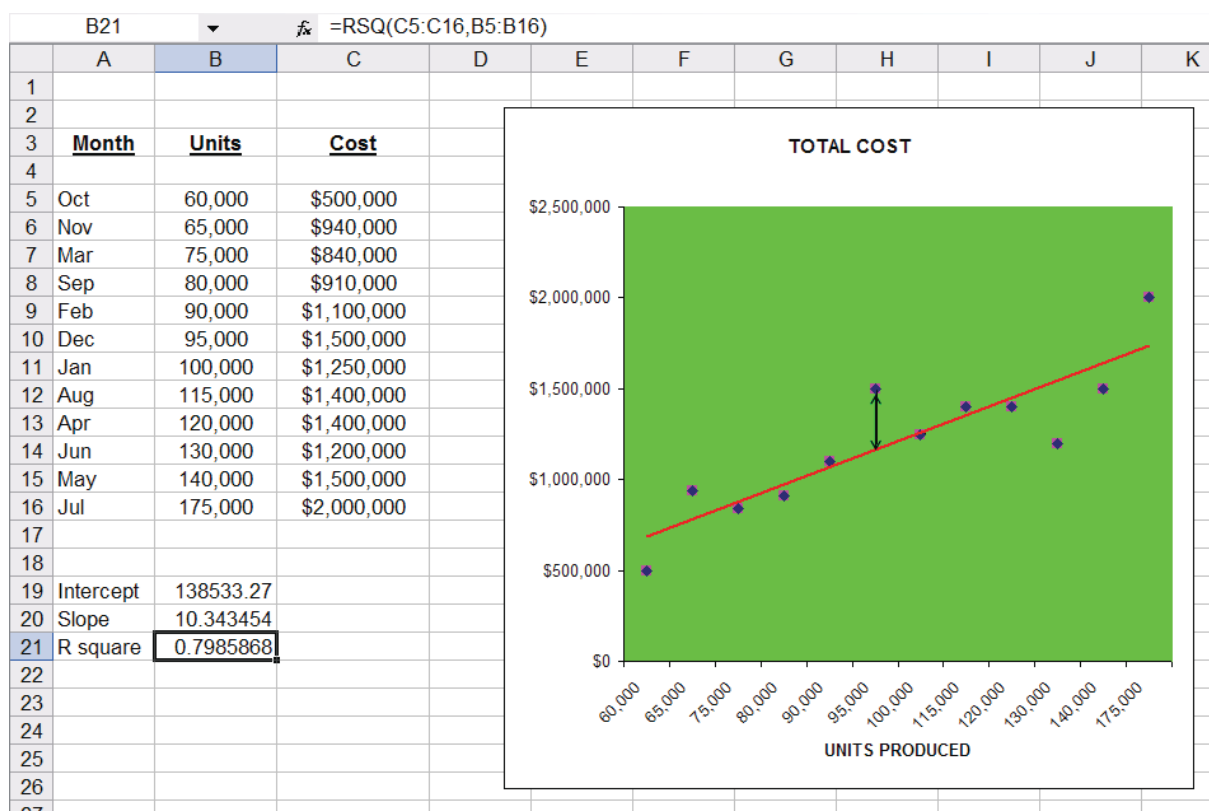 B21 fx =RSQ(C5:C16,B5:B16)
A B C D E F G H I J K
1
2
3 Month Units Cost
4
5 Oct 60,000 $500,000
6 Nov 65,000 $940,000
7 Mar 75,000 $840,000
8 Sep 80,000 $910,000
9 Feb 90,000 $1,100,000
10 Dec 95,000 $1,500,000
11 Jan 100,000 $1,250,000
12 Aug 115,000 $1,400,000
13 Apr 120,000 $1,400,000
14 Jun 130,000 $1,200,000
15 May 140,000 $1,500,000
16 Jul 175,000 $2,000,000
17
18
19 Intercept 138533.27
20 Slope 10.343454
21 R square 0.7985868
22
23
24
25
26
27
TOTAL COST
$2,500,000
$2,000,000
$1,500,000
$1,000,000
$500,000
$0
60,000 65,000 75,000 80,000 90,000 95,000 100,000 115,000 120,000 130,000 140,000 175,000
UNITS PRODUCED